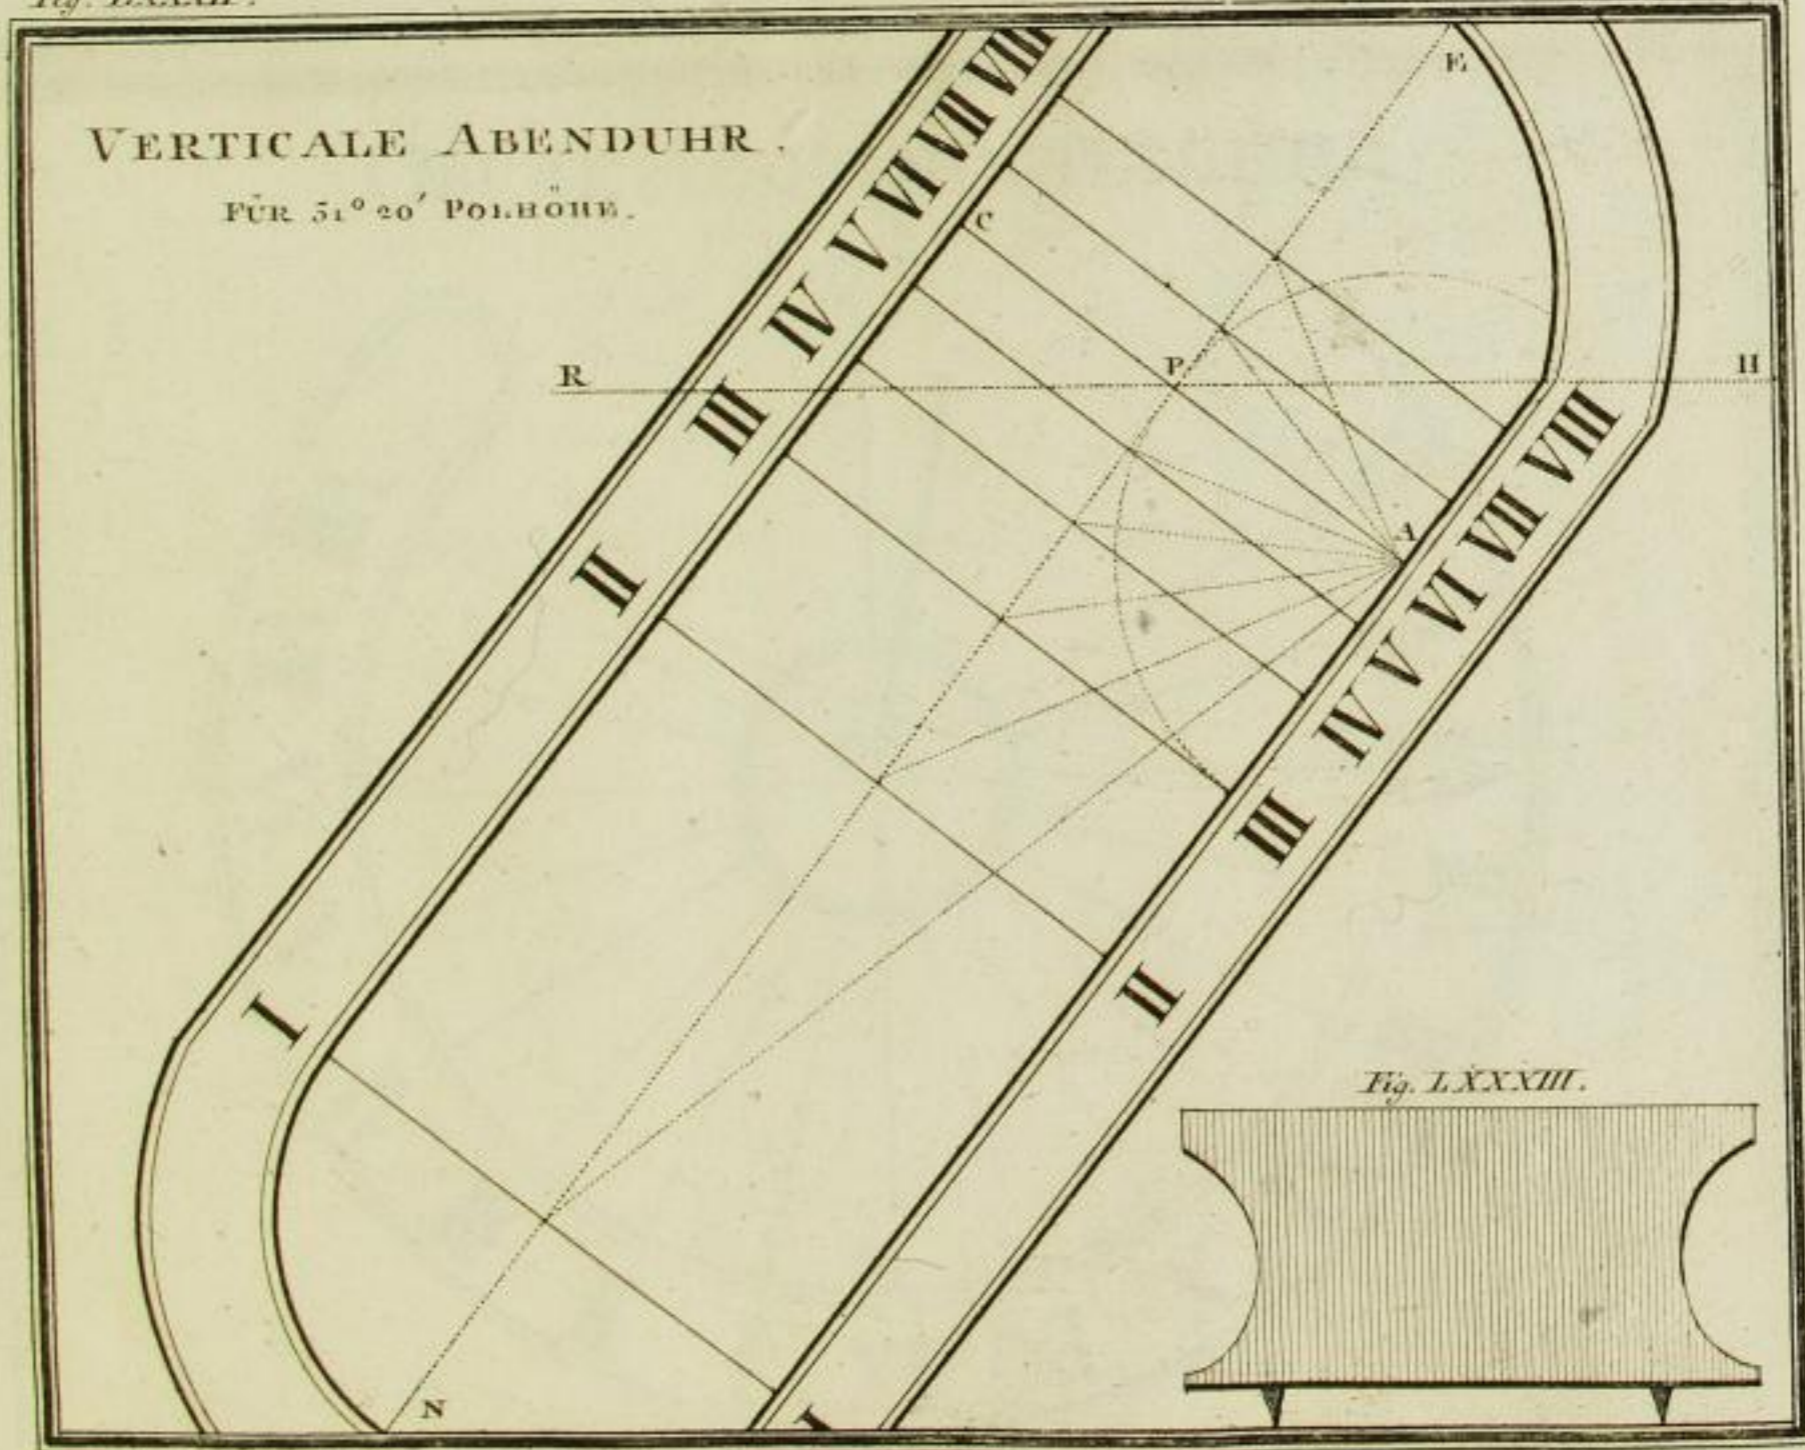 VERTICALE ABENDUHR.
FÜR 51° 20′ POLHÖHE.
E
C
R
P
H
VIII
VII
VI
V
IV
III
II
I
VIII
VII
VI
V
IV
III
II
I
N
Fig. LXXXIII.